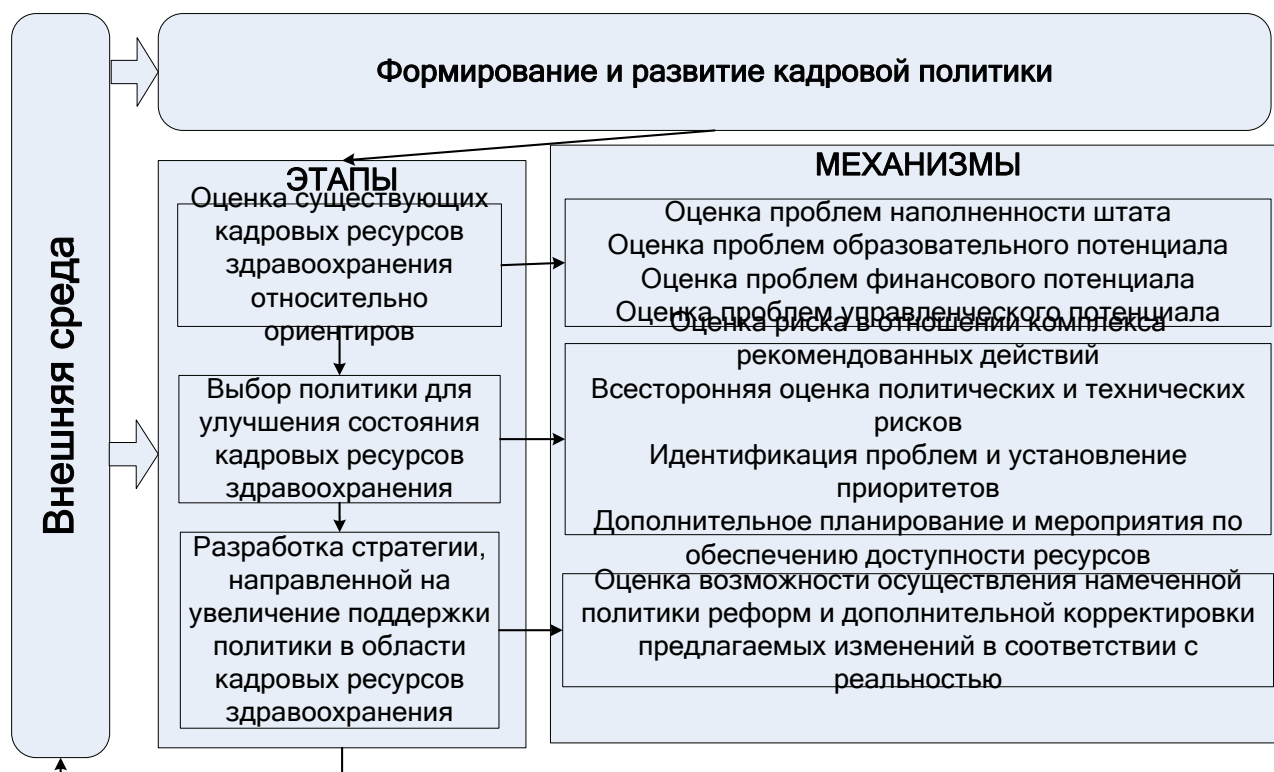 Внешняя среда
Формирование и развитие кадровой политики
ЭТАПЫ
Оценка существующих
кадровых ресурсов
здравоохранения
относительно
ориентиров
Выбор политики для
улучшения состояния
кадровых ресурсов
здравоохранения
Разработка стратегии,
направленной на
увеличение поддержки
политики в области
кадровых ресурсов
здравоохранения
МЕХАНИЗМЫ
Оценка проблем наполненности штата
Оценка проблем образовательного потенциала
Оценка проблем финансового потенциала
Оценка проблем управленческого потенциала
Оценка риска в отношении комплекса
рекомендованных действий
Всесторонняя оценка политических и технических
рисков
Идентификация проблем и установление
приоритетов
Дополнительное планирование и мероприятия по
обеспечению доступности ресурсов
Оценка возможности осуществления намеченной
политики реформ и дополнительной корректировки
предлагаемых изменений в соответствии с
реальностью